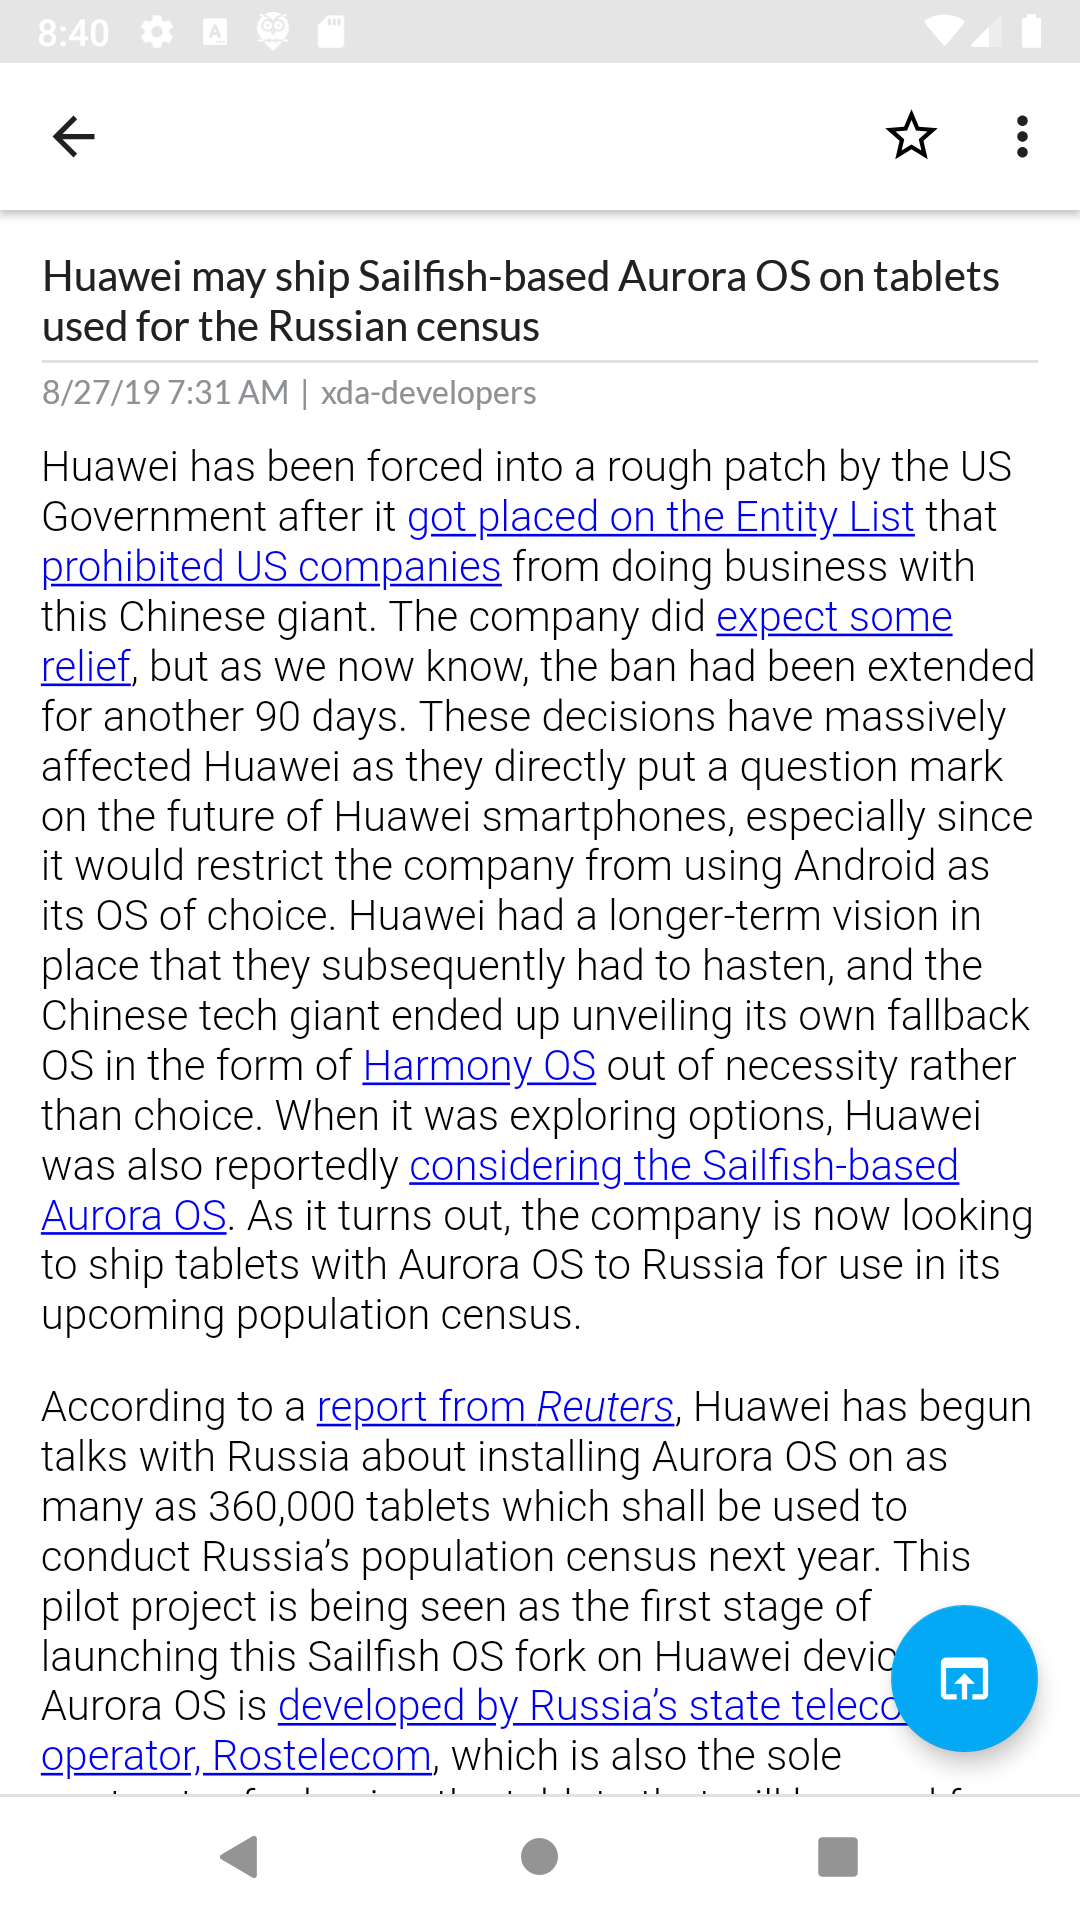 8:40
Huawei may ship Sailfish-based Aurora OS on tablets
used for the Russian census
8/27/19 7:31 AM | xda-developers
Huawei has been forced into a rough patch by the US
Government after it got placed on the Entity List that
prohibited US companies from doing business with
this Chinese giant. The company did expect some
relief, but as we now know, the ban had been extended
for another 90 days. These decisions have massively
affected Huawei as they directly put a question mark
on the future of Huawei smartphones, especially since
it would restrict the company from using Android as
its OS of choice. Huawei had a longer-term vision in
place that they subsequently had to hasten, and the
Chinese tech giant ended up unveiling its own fallback
OS in the form of Harmony OS out of necessity rather
than choice. When it was exploring options, Huawei
was also reportedly considering the Sailfish-based
Aurora OS. As it turns out, the company is now looking
to ship tablets with Aurora OS to Russia for use in its
upcoming population census.
According to a report from Reuters, Huawei has begun
talks with Russia about installing Aurora OS on as
many as 360,000 tablets which shall be used to
conduct Russia’s population census next year. This
pilot project is being seen as the first stage of
launching this Sailfish OS fork on Huawei devic
Aurora OS is developed by Russia’s state teleco
operator, Rostelecom, which is also the sole